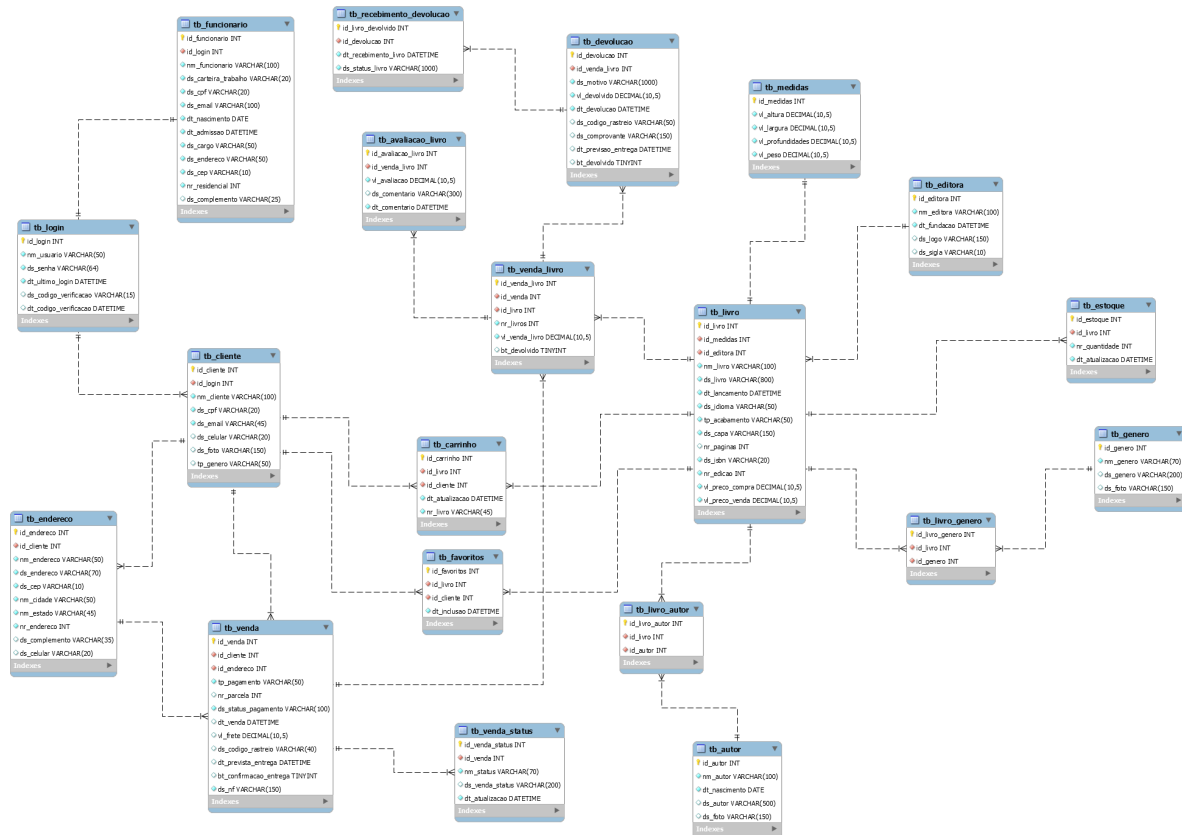 tb_funcionario
id_funcionario INT
id_login INT
nm_funcionario VARCHAR(100)
ds_carteira_trabalho VARCHAR(20)
ds_cpf VARCHAR(20)
ds_email VARCHAR(100)
dt_nascimento DATE
dt_admissao DATETIME
ds_cargo VARCHAR(50)
ds_endereco VARCHAR(50)
ds_cep VARCHAR(10)
nr_residencial INT
ds_complemento VARCHAR(25)
Indexes
tb_recebimento_devolucao
id_livro_devolvido INT
id_devolucao INT
dt_recebimento_livro DATETIME
ds_status_livro VARCHAR(1000)
Indexes
tb_devolucao
id_devolucao INT
id_venda_livro INT
ds_motivo VARCHAR(1000)
vl_devolvido DECIMAL(10,5)
dt_devolucao DATETIME
ds_codigo_rastreio VARCHAR(50)
ds_comprovante VARCHAR(150)
dt_previsao_entrega DATETIME
bt_devolvido TINYINT
Indexes
tb_medidas
id_medidas INT
vl_altura DECIMAL(10,5)
vl_largura DECIMAL(10,5)
vl_profundidades DECIMAL(10,5)
vl_peso DECIMAL(10,5)
Indexes
tb_avaliacao_livro
id_avaliacao_livro INT
id_venda_livro INT
vl_avaliacao DECIMAL(10,5)
ds_comentario VARCHAR(300)
dt_comentario DATETIME
Indexes
tb_editora
id_editora INT
nm_editora VARCHAR(100)
dt_fundacao DATETIME
ds_logo VARCHAR(150)
ds_sigla VARCHAR(10)
Indexes
tb_login
id_login INT
nm_usuario VARCHAR(50)
ds_senha VARCHAR(64)
dt_ultimo_login DATETIME
ds_codigo_verificacao VARCHAR(15)
dt_codigo_verificacao DATETIME
Indexes
tb_venda_livro
id_venda_livro INT
id_venda INT
id_livro INT
nr_livros INT
vl_venda_livro DECIMAL(10,5)
bt_devolvido TINYINT
Indexes
tb_livro
id_livro INT
id_medidas INT
id_editora INT
nm_livro VARCHAR(100)
ds_livro VARCHAR(800)
dt_lancamento DATETIME
ds_idioma VARCHAR(50)
tp_acabamento VARCHAR(50)
ds_capa VARCHAR(150)
nr_paginas INT
ds_isbn VARCHAR(20)
nr_edicao INT
vl_preco_compra DECIMAL(10,5)
vl_preco_venda DECIMAL(10,5)
Indexes
tb_estoque
id_estoque INT
id_livro INT
nr_quantidade INT
dt_atualizacao DATETIME
Indexes
tb_cliente
id_cliente INT
id_login INT
nm_cliente VARCHAR(100)
ds_cpf VARCHAR(20)
ds_email VARCHAR(45)
ds_celular VARCHAR(20)
ds_foto VARCHAR(150)
tp_genero VARCHAR(50)
Indexes
tb_carrinho
id_carrinho INT
id_livro INT
id_cliente INT
dt_atualizacao DATETIME
nr_livro VARCHAR(45)
Indexes
tb_genero
id_genero INT
nm_genero VARCHAR(70)
ds_genero VARCHAR(200)
ds_foto VARCHAR(150)
Indexes
tb_endereco
id_endereco INT
id_cliente INT
nm_endereco VARCHAR(50)
ds_endereco VARCHAR(70)
ds_cep VARCHAR(10)
nm_cidade VARCHAR(50)
nm_estado VARCHAR(45)
nr_endereco INT
ds_complemento VARCHAR(35)
ds_celular VARCHAR(20)
Indexes
tb_livro_genero
id_livro_genero INT
id_livro INT
id_genero INT
Indexes
tb_favoritos
id_favoritos INT
id_livro INT
id_cliente INT
dt_inclusao DATETIME
Indexes
tb_livro_autor
id_livro_autor INT
id_livro INT
id_autor INT
Indexes
tb_venda
id_venda INT
id_cliente INT
id_endereco INT
tp_pagamento VARCHAR(50)
nr_parcela INT
ds_status_pagamento VARCHAR(100)
dt_venda DATETIME
vl_frete DECIMAL(10,5)
ds_codigo_rastreio VARCHAR(40)
dt_prevista_entrega DATETIME
bt_confirmacao_entrega TINYINT
ds_nf VARCHAR(150)
Indexes
tb_venda_status
id_venda_status INT
id_venda INT
nm_status VARCHAR(70)
ds_venda_status VARCHAR(200)
dt_atualizacao DATETIME
Indexes
tb_autor
id_autor INT
nm_autor VARCHAR(100)
dt_nascimento DATE
ds_autor VARCHAR(500)
ds_foto VARCHAR(150)
Indexes